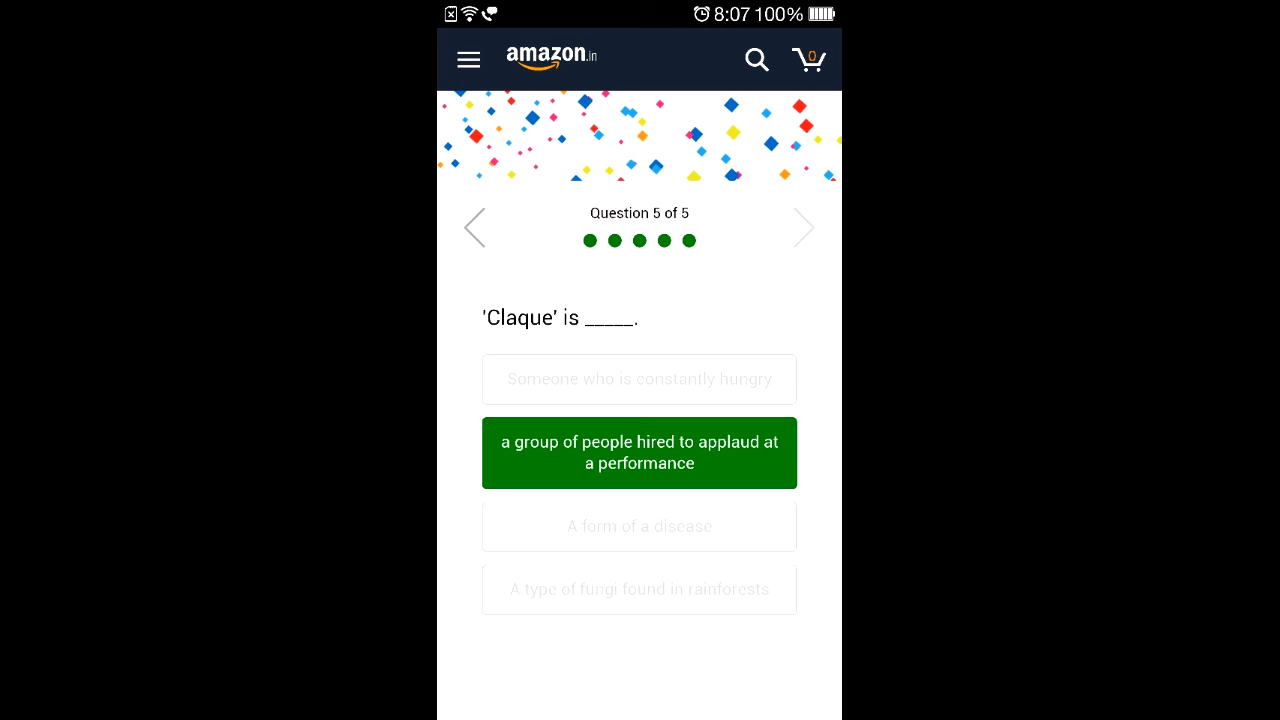 8:07 100%
amazon.in
0
Question 5 of 5
'Claque' is _____.
Someone who is constantly hungry
a group of people hired to applaud at
a performance
A form of a disease
A type of fungi found in rainforests